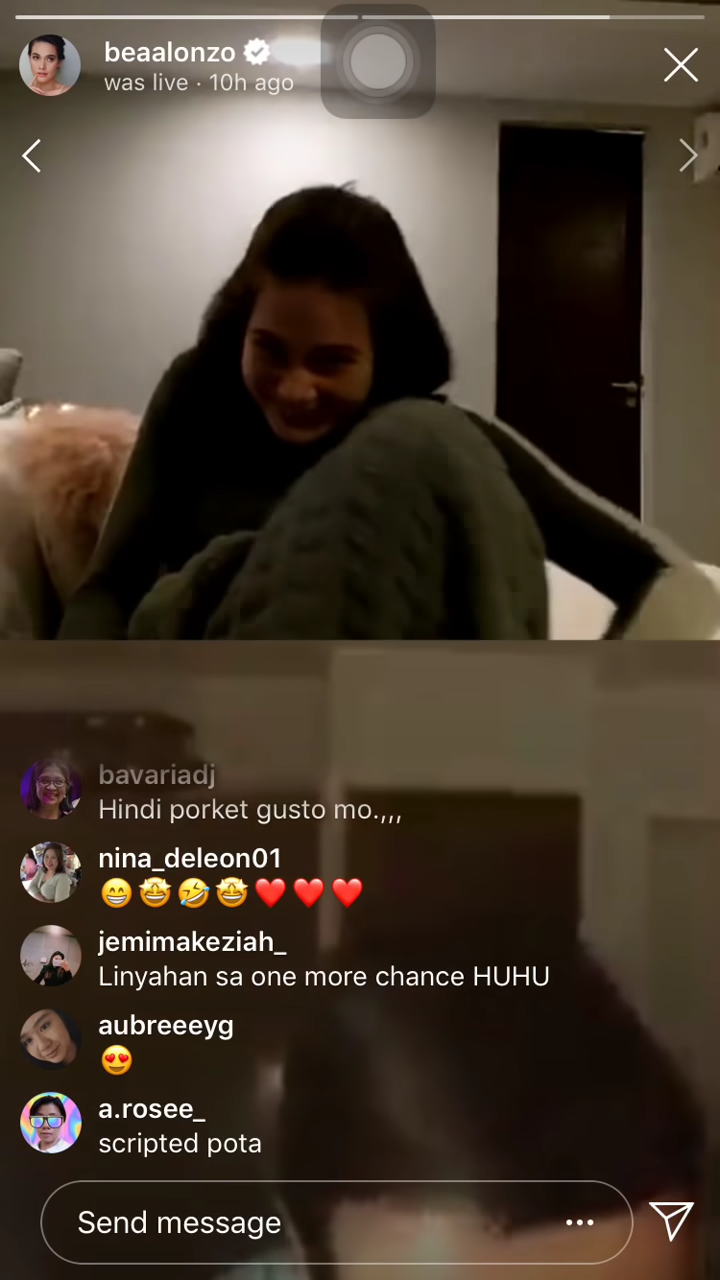 beaalonzo
was live · 10h ago
bavariadj
Hindi porket gusto mo.,,,
nina_deleon01
😁🤩🤣🤩❤️❤️❤️
jemimakeziah_
Linyahan sa one more chance HUHU
aubreeeyg
😍
a.rosee_
scripted pota
Send message